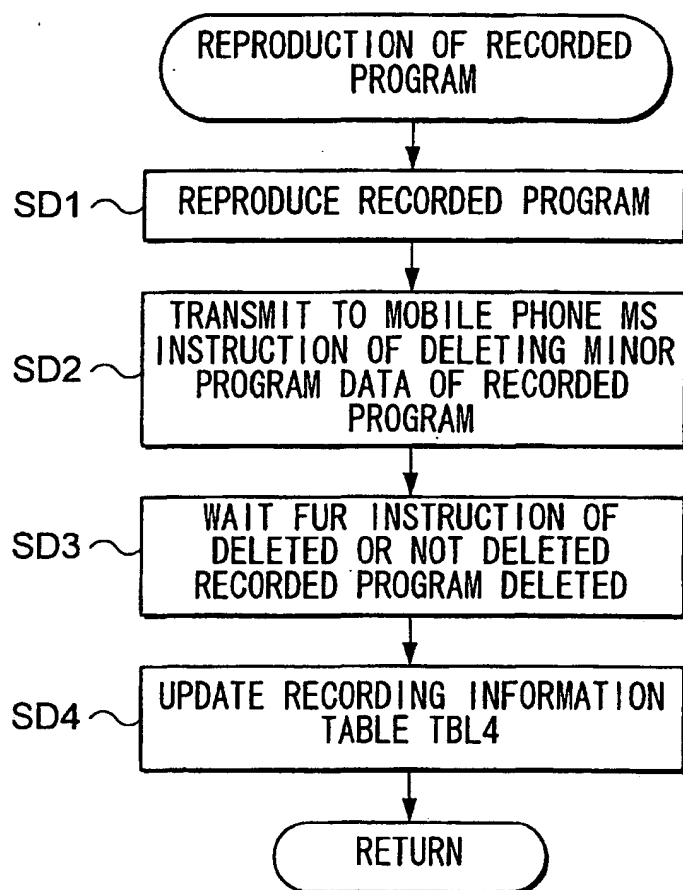 REPRODUCTION OF RECORDED
PROGRAM
SD1
REPRODUCE RECORDED PROGRAM
SD2
TRANSMIT TO MOBILE PHONE MS
INSTRUCTION OF DELETING MINOR
PROGRAM DATA OF RECORDED
PROGRAM
SD3
WAIT FUR INSTRUCTION OF
DELETED OR NOT DELETED
RECORDED PROGRAM DELETED
SD4
UPDATE RECORDING INFORMATION
TABLE TBL4
RETURN